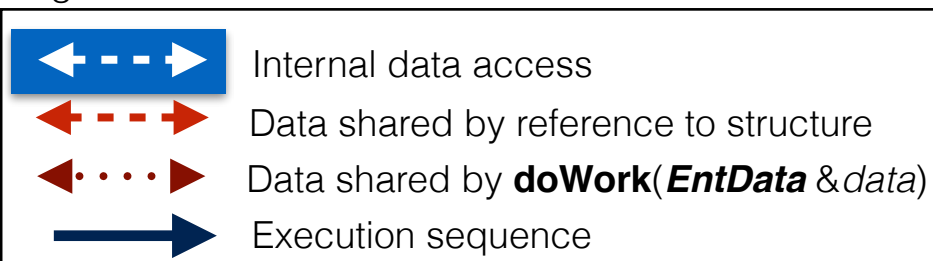 Internal data access
Data shared by reference to structure
Data shared by doWork(EntData &data)
Execution sequence